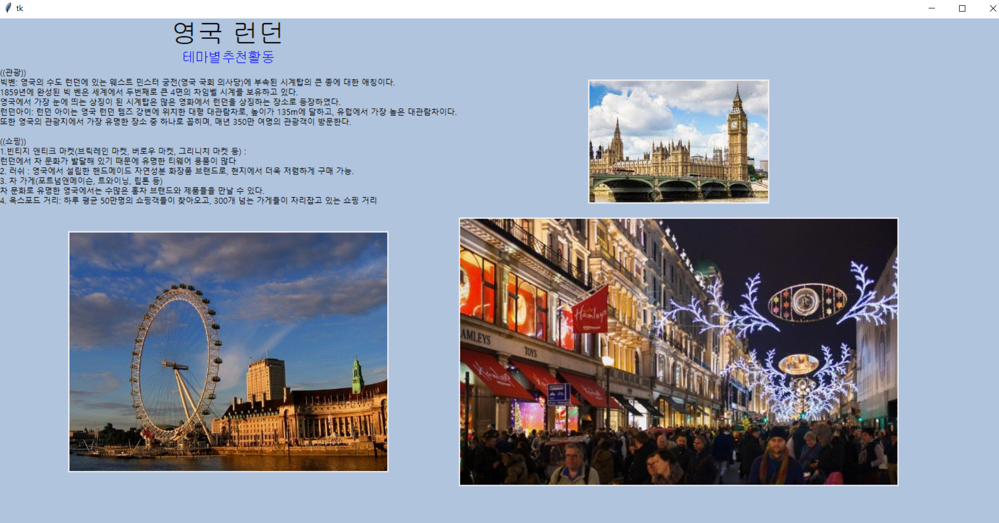 tk
영국 런던
테마별추천활동
((관광))
빅벤: 영국의 수도 런던에 있는 웨스트 민스터 궁전(영국 국회 의사당)에 부속된 시계탑의 큰 종에 대한 애칭이다.
1859년에 완성된 빅 벤은 세계에서 두번째로 큰 4면의 차임벨 시계를 보유하고 있다.
영국에서 가장 눈에 띄는 상징이 된 시계탑은 많은 영화에서 런던을 상징하는 장소로 등장하였다.
런던아이: 런던 아이는 영국 런던 템즈 강변에 위치한 대형 대관람차로, 높이가 135m에 달하고, 유럽에서 가장 높은 대관람차이다.
또한 영국의 관광지에서 가장 유명한 장소 중 하나로 꼽히며, 매년 350만 여명의 관광객이 방문한다.
((쇼핑))
1.빈티지 앤티크 마켓(브릭레인 마켓, 버로우 마켓, 그리니치 마켓 등) :
런던에서 차 문화가 발달해 있기 때문에 유명한 티웨어 용품이 많다
2. 러쉬 : 영국에서 설립한 핸드메이드 자연성분 화장품 브랜드로, 현지에서 더욱 저렴하게 구매 가능.
3. 차 가게(포트넘앤메이슨, 트와이닝, 립톤 등)
차 문화로 유명한 영국에서는 수많은 홍차 브랜드와 제품들을 만날 수 있다.
4. 옥스포드 거리: 하루 평균 50만명의 쇼핑객들이 찾아오고, 300개 넘는 가게들이 자리잡고 있는 쇼핑 거리
Hamleys
AMLEYS
TOYS